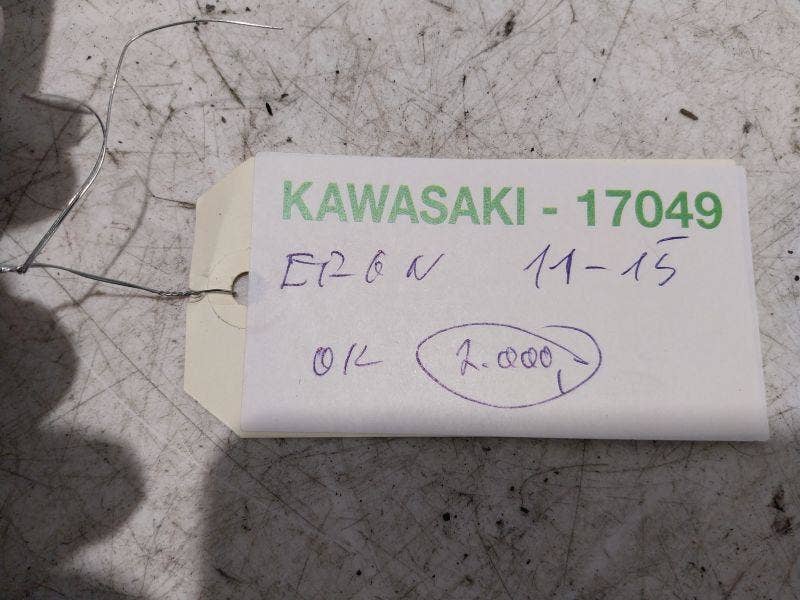 KAWASAKI - 17049
ER6N 11-15
OK 2.000,-